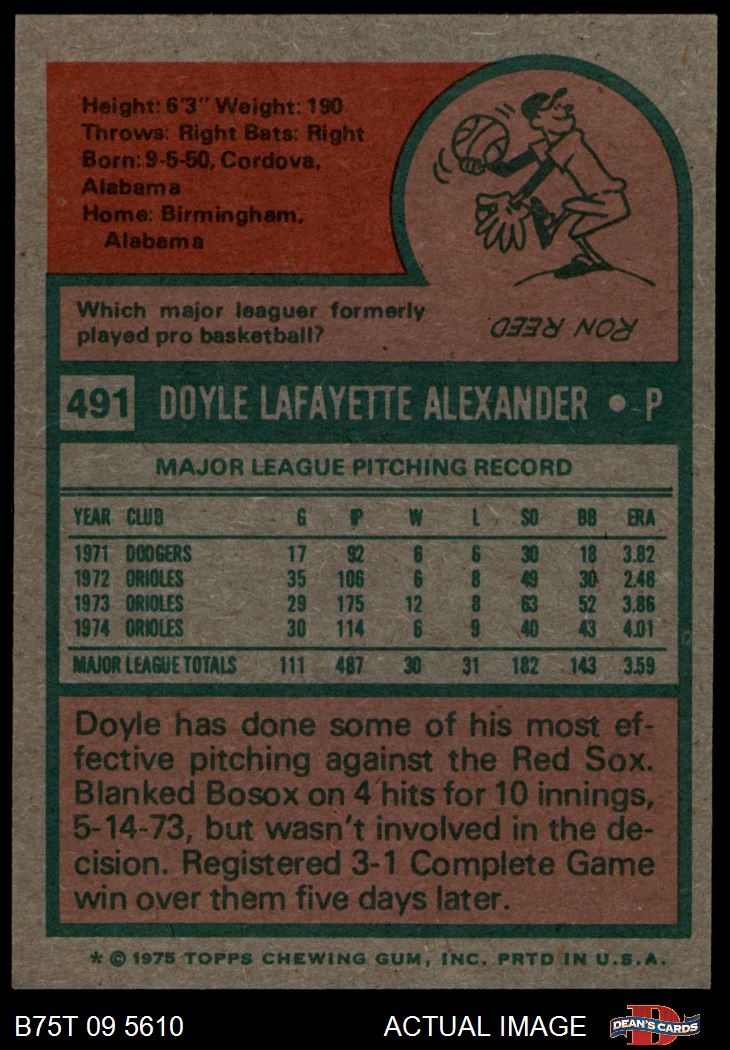 Height: 6'3" Weight: 190
Throws: Right Bats: Right
Born: 9-5-50, Cordova,
Alabama
Home: Birmingham,
Alabama
Which major leaguer formerly
played pro basketball?
RON REED.
491 DOYLE LAFAYETTE ALEXANDER • P
MAJOR LEAGUE PITCHING RECORD
YEAR CLUB G IP W L SO BB ERA
1971 DODGERS 17 92 6 6 30 18 3.82
1972 ORIOLES 35 106 6 8 49 30 2.46
1973 ORIOLES 29 175 12 8 63 52 3.86
1974 ORIOLES 30 114 6 9 40 43 4.01
MAJOR LEAGUE TOTALS 111 487 30 31 182 143 3.59
Doyle has done some of his most ef-
fective pitching against the Red Sox.
Blanked Bosox on 4 hits for 10 innings,
5-14-73, but wasn't involved in the de-
cision. Registered 3-1 Complete Game
win over them five days later.
* © 1975 TOPPS CHEWING GUM, INC. PRTD IN U.S.A.
B75T 09 5610 ACTUAL IMAGE DEAN'S CARDS